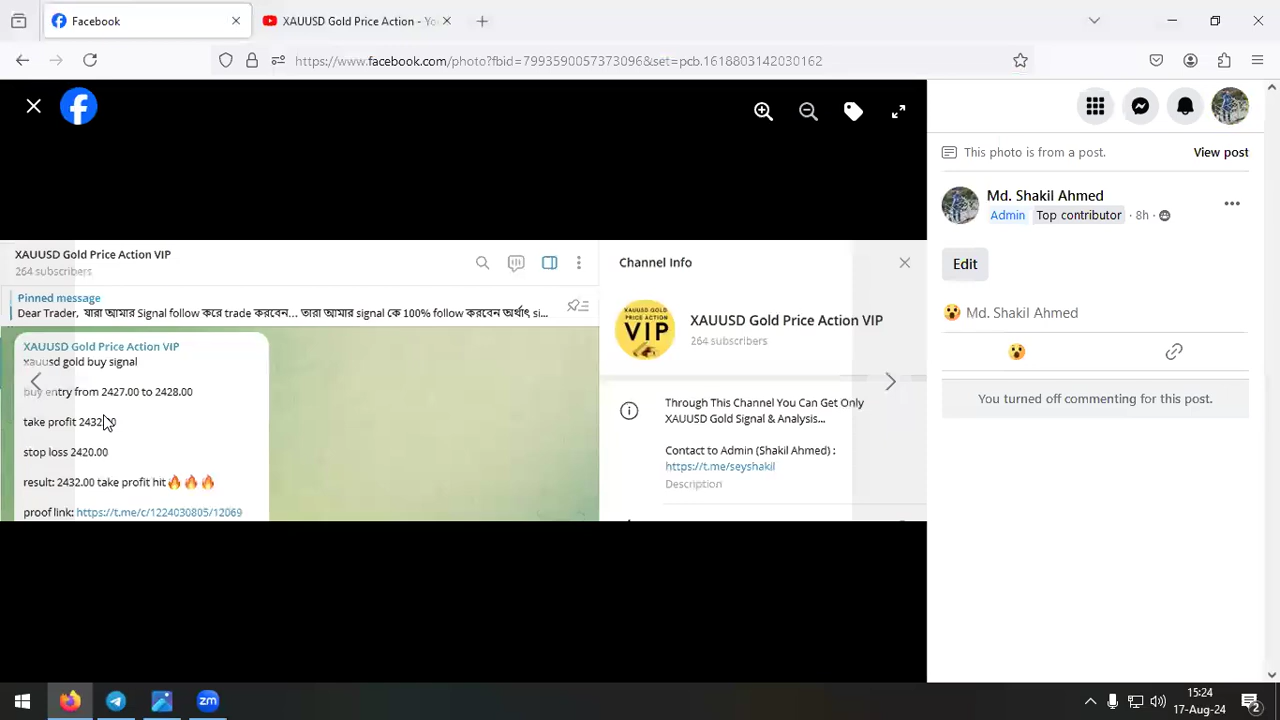 Facebook
XAUUSD Gold Price Action - Yo
https://www.facebook.com/photo?fbid=7993590057373096&set=pcb.1618803142030162
This photo is from a post.
View post
Md. Shakil Ahmed
Admin
Top contributor
· 8h ·
Edit
Md. Shakil Ahmed
You turned off commenting for this post.
XAUUSD Gold Price Action VIP
264 subscribers
Pinned message
Dear Trader, যারা আমার Signal follow করে trade করবেন... তারা আমার signal কে 100% follow করবেন অর্থাৎ si...
XAUUSD Gold Price Action VIP
xauusd gold buy signal
buy entry from 2427.00 to 2428.00
take profit 2432.00
stop loss 2420.00
result: 2432.00 take profit hit🔥🔥🔥
proof link: https://t.me/c/1224030805/12069
Channel Info
XAUUSD GOLD
PRICE ACTION
VIP
XAUUSD Gold Price Action VIP
264 subscribers
Through This Channel You Can Get Only
XAUUSD Gold Signal & Analysis...
Contact to Admin (Shakil Ahmed) :
https://t.me/seyshakil
Description
zm
15:24
17-Aug-24
2